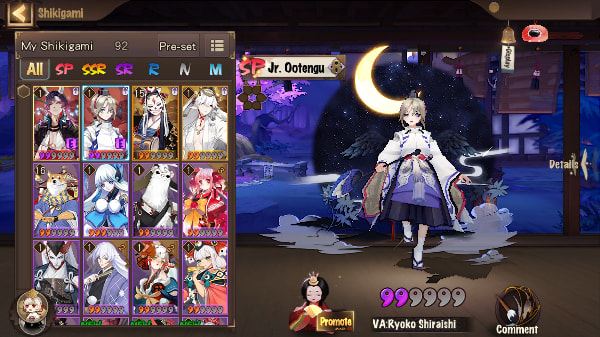 Shikigami
My Shikigami 92 Pre-set
All SP SSR SR R N M
SP Jr. Ootengu
Details
Promote
VA:Ryoko Shiraishi
Comment